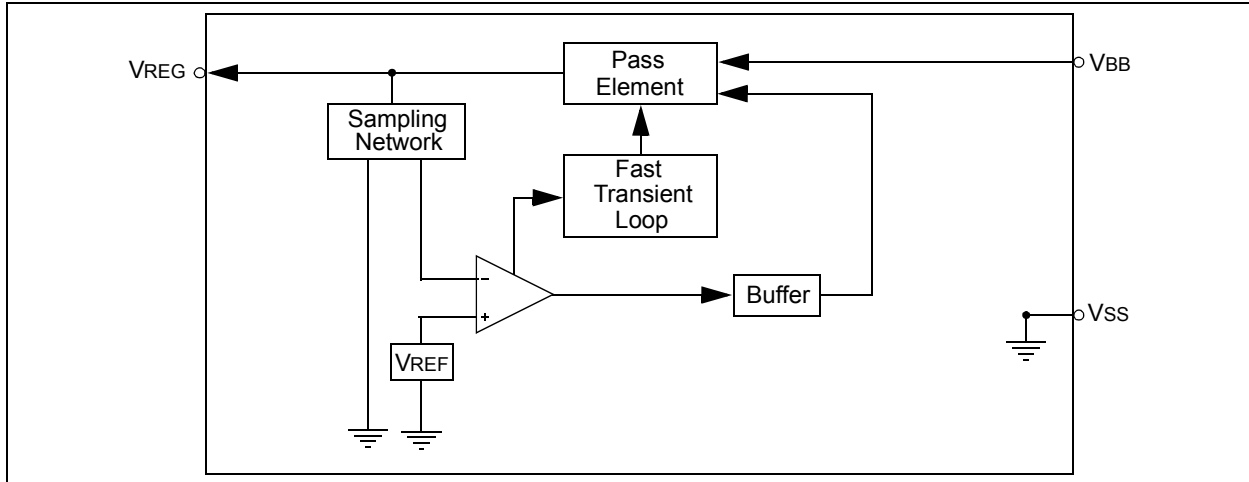 Pass
Element
VREG
VBB
Sampling
Network
Fast
Transient
Loop
−
Buffer
+
VSS
VREF